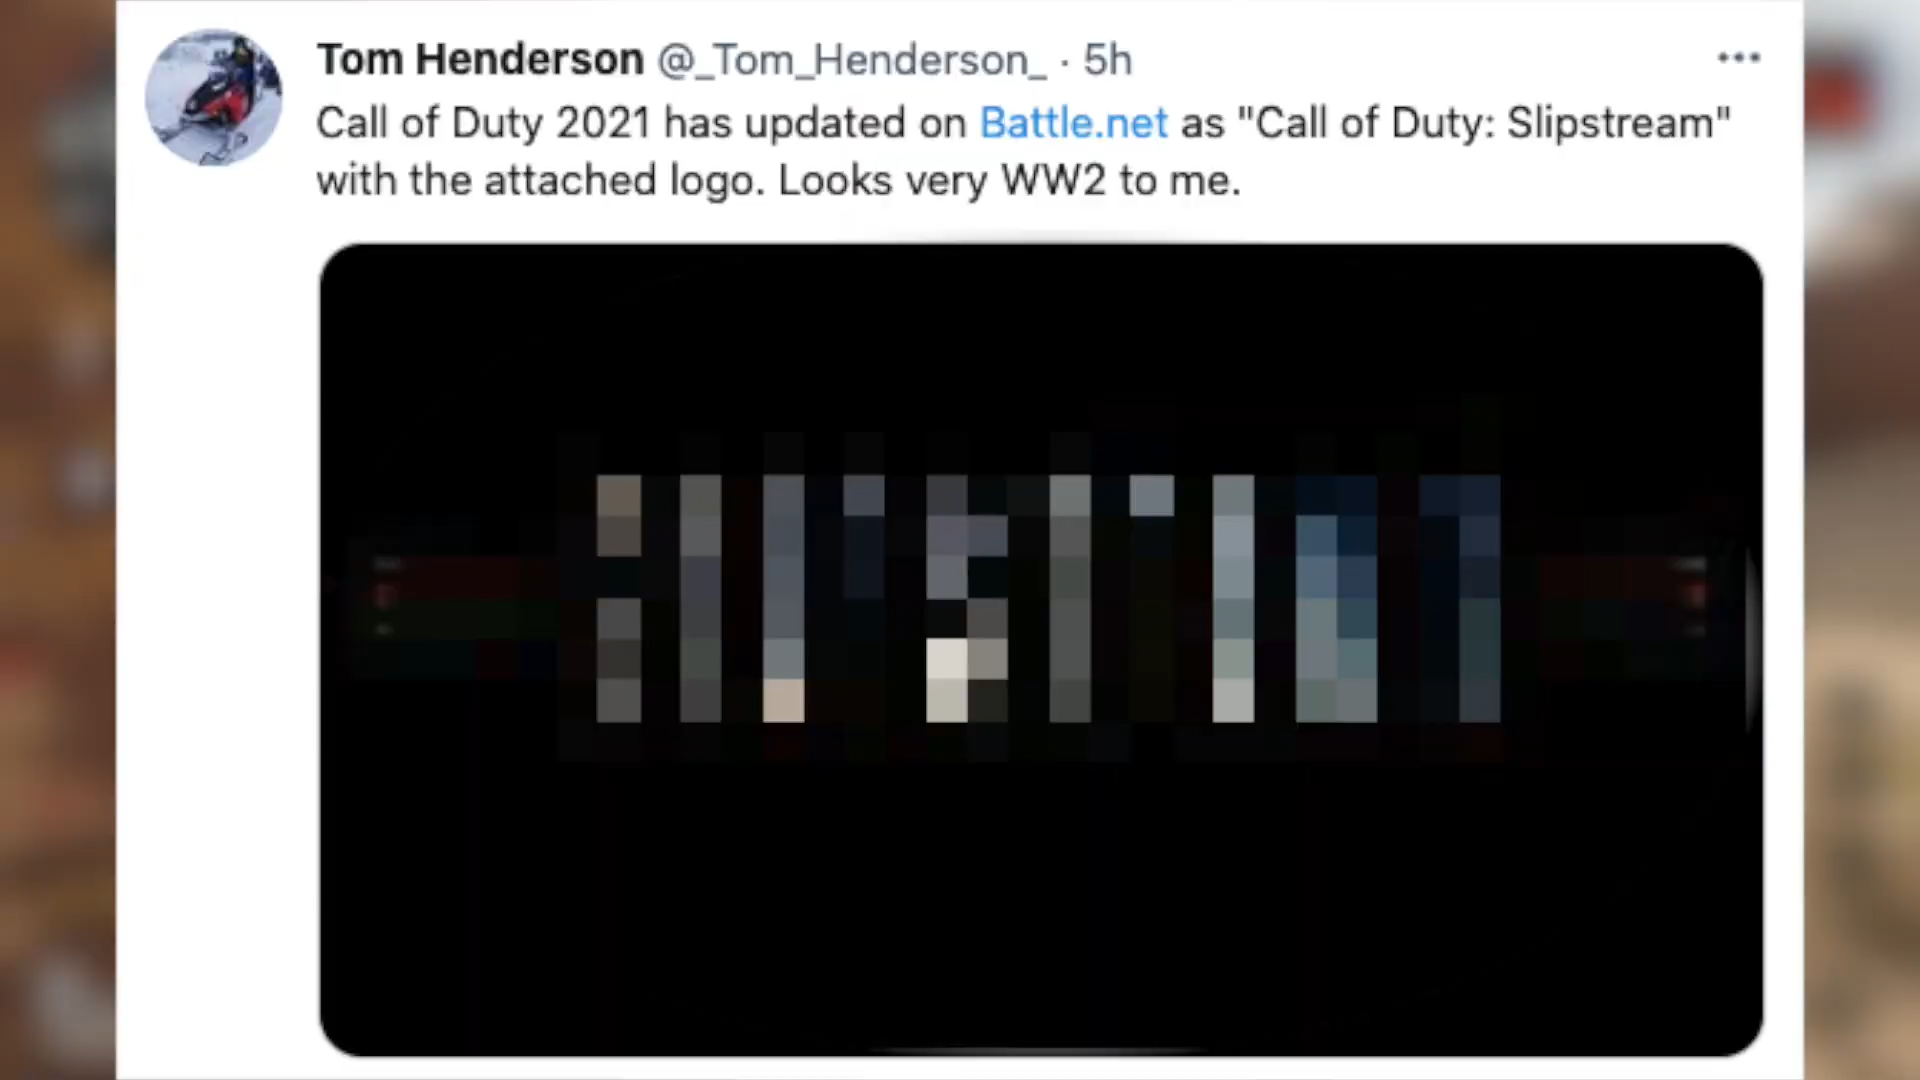 Tom Henderson @_Tom_Henderson_ · 5h
Call of Duty 2021 has updated on Battle.net as "Call of Duty: Slipstream"
with the attached logo. Looks very WW2 to me.